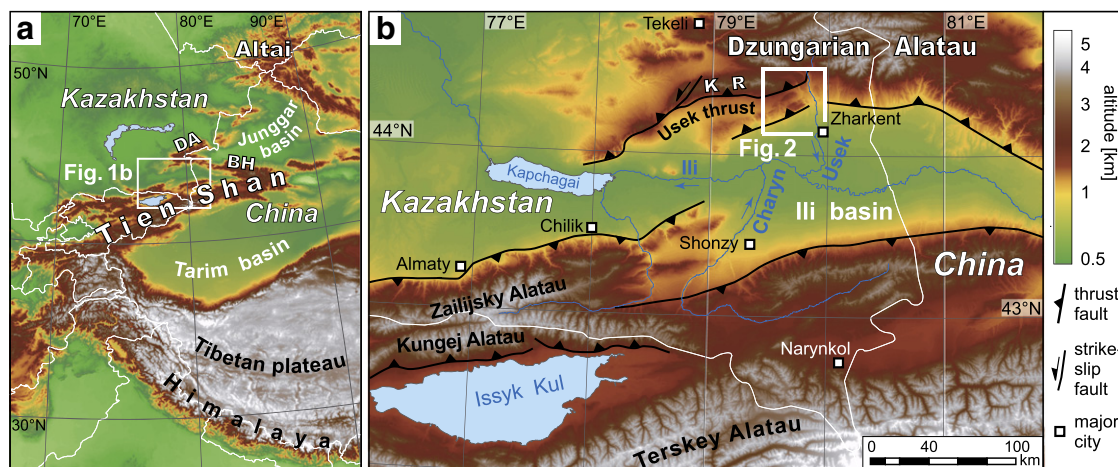 a
70°E
80°E
90°E
Altai
50°N
Kazakhstan
Junggar
basin
DA
BH
Fig. 1b
Tien Shan
China
Tarim basin
Tibetan plateau
Himalaya
30°N
b
77°E
79°E
81°E
Tekeli
Dzungarian Alatau
K R
Usek thrust
44°N
Zharkent
Fig. 2
Usek
Ili
Kapchagai
Charyn
Kazakhstan
Ili basin
Chilik
Shonzy
Almaty
China
Zailijsky Alatau
43°N
Kungej Alatau
Narynkol
Issyk Kul
Terskey Alatau
0 40 80 100
km
5
4
3
2
1
0.5
altitude [km]
thrust
fault
strike-
slip
fault
major
city